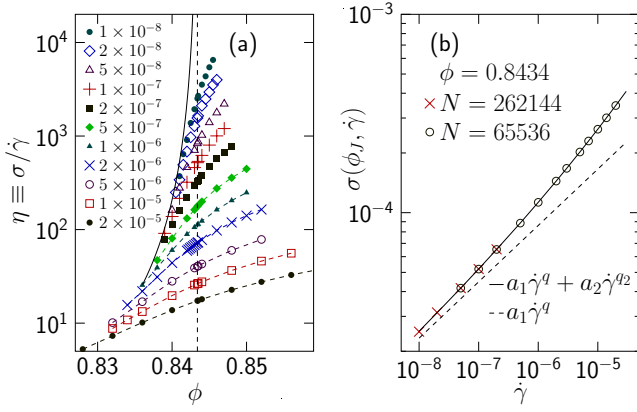 (a)
η ≡ σ/γ̇
10⁴
10³
10²
10¹
1 × 10⁻⁸
2 × 10⁻⁸
5 × 10⁻⁸
1 × 10⁻⁷
2 × 10⁻⁷
5 × 10⁻⁷
1 × 10⁻⁶
2 × 10⁻⁶
5 × 10⁻⁶
1 × 10⁻⁵
2 × 10⁻⁵
0.83 0.84 0.85
ϕ
(b)
σ(ϕ_J, γ̇)
10⁻³
10⁻⁴
ϕ = 0.8434
N = 262144
N = 65536
a₁γ̇^q + a₂γ̇^q₂
a₁γ̇^q
10⁻⁸ 10⁻⁷ 10⁻⁶ 10⁻⁵
γ̇